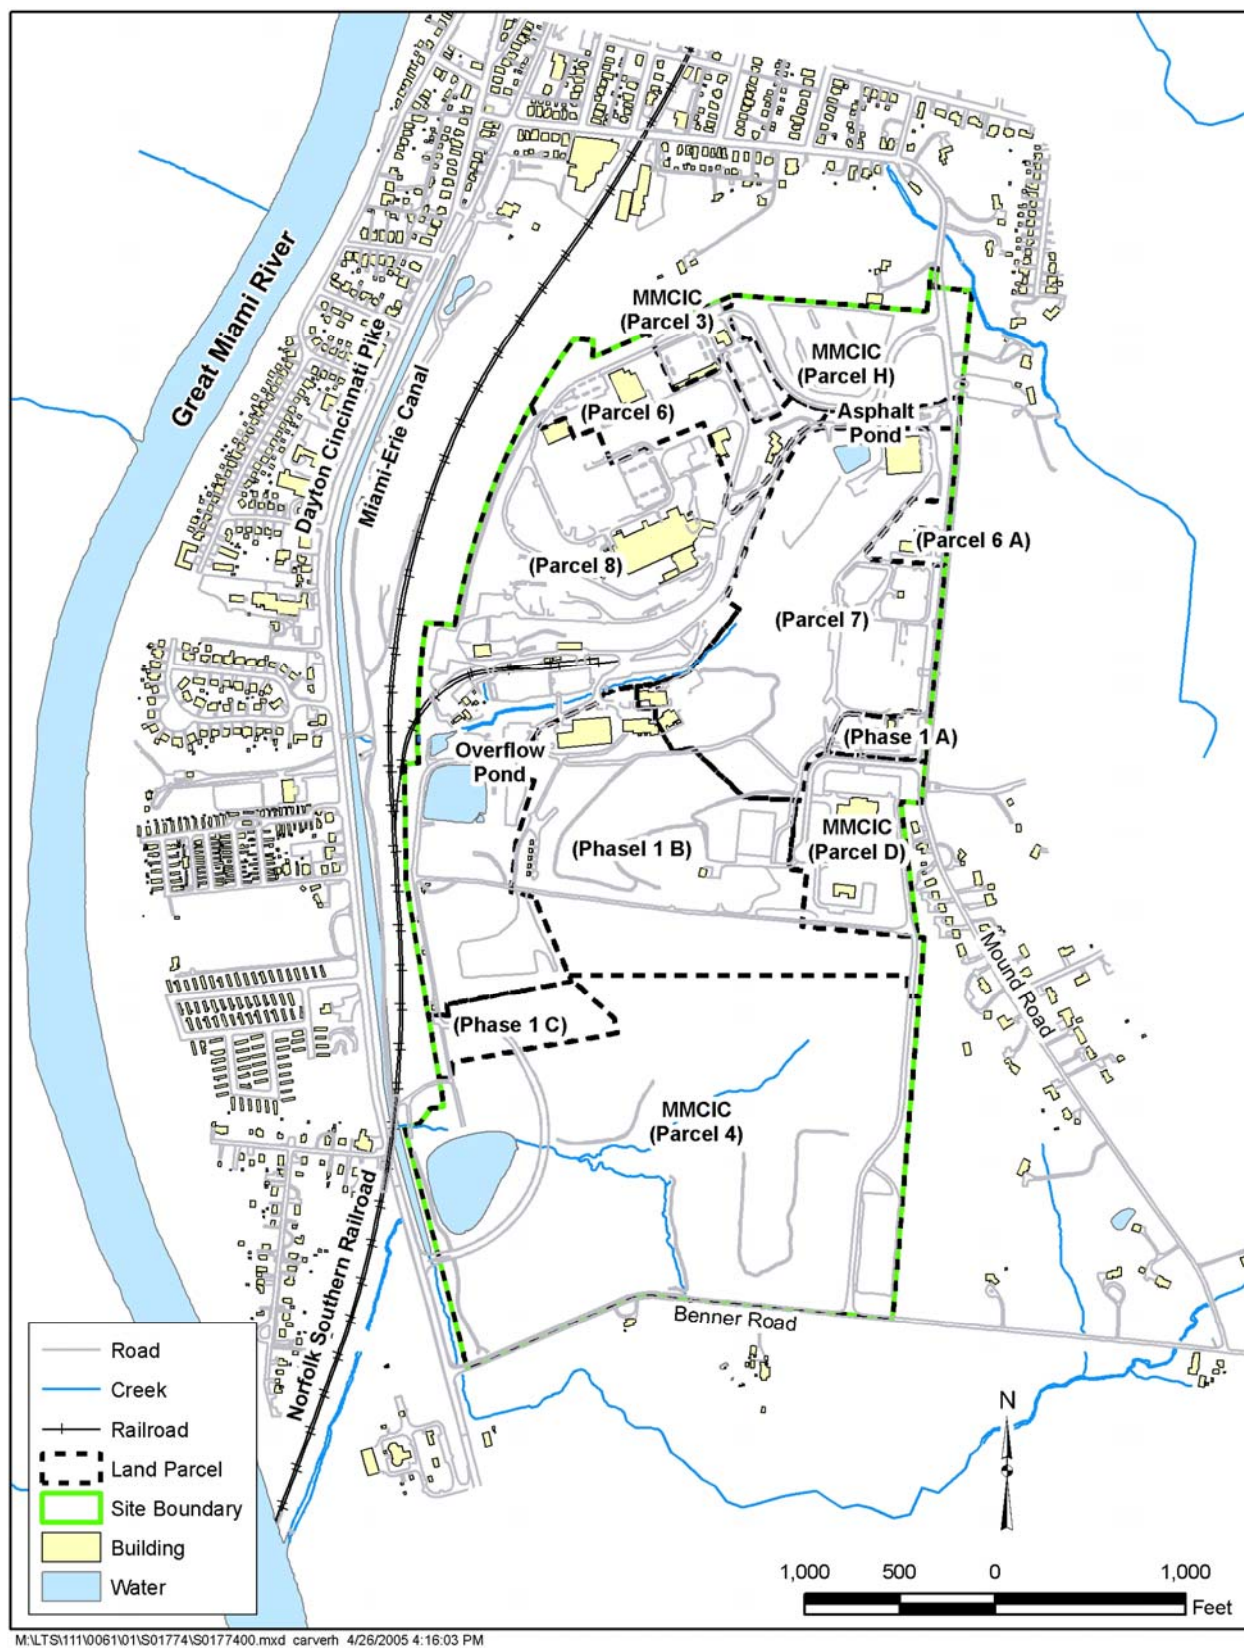 Great Miami River
Dayton Cincinnati Pike
Miami-Erie Canal
MMCIC
(Parcel 3)
MMCIC
(Parcel H)
(Parcel 6)
Asphalt
Pond
(Parcel 6 A)
(Parcel 8)
(Parcel 7)
(Phase 1 A)
Overflow
Pond
MMCIC
(Parcel D)
(Phasel 1 B)
Mound Road
(Phase 1 C)
MMCIC
(Parcel 4)
Norfolk Southern Railroad
Benner Road
Road
Creek
Railroad
Land Parcel
Site Boundary
Building
Water
N
1,000 500 0 1,000
Feet
M:\LTS\111\0061\01\S01774\S0177400.mxd carverh 4/26/2005 4:16:03 PM